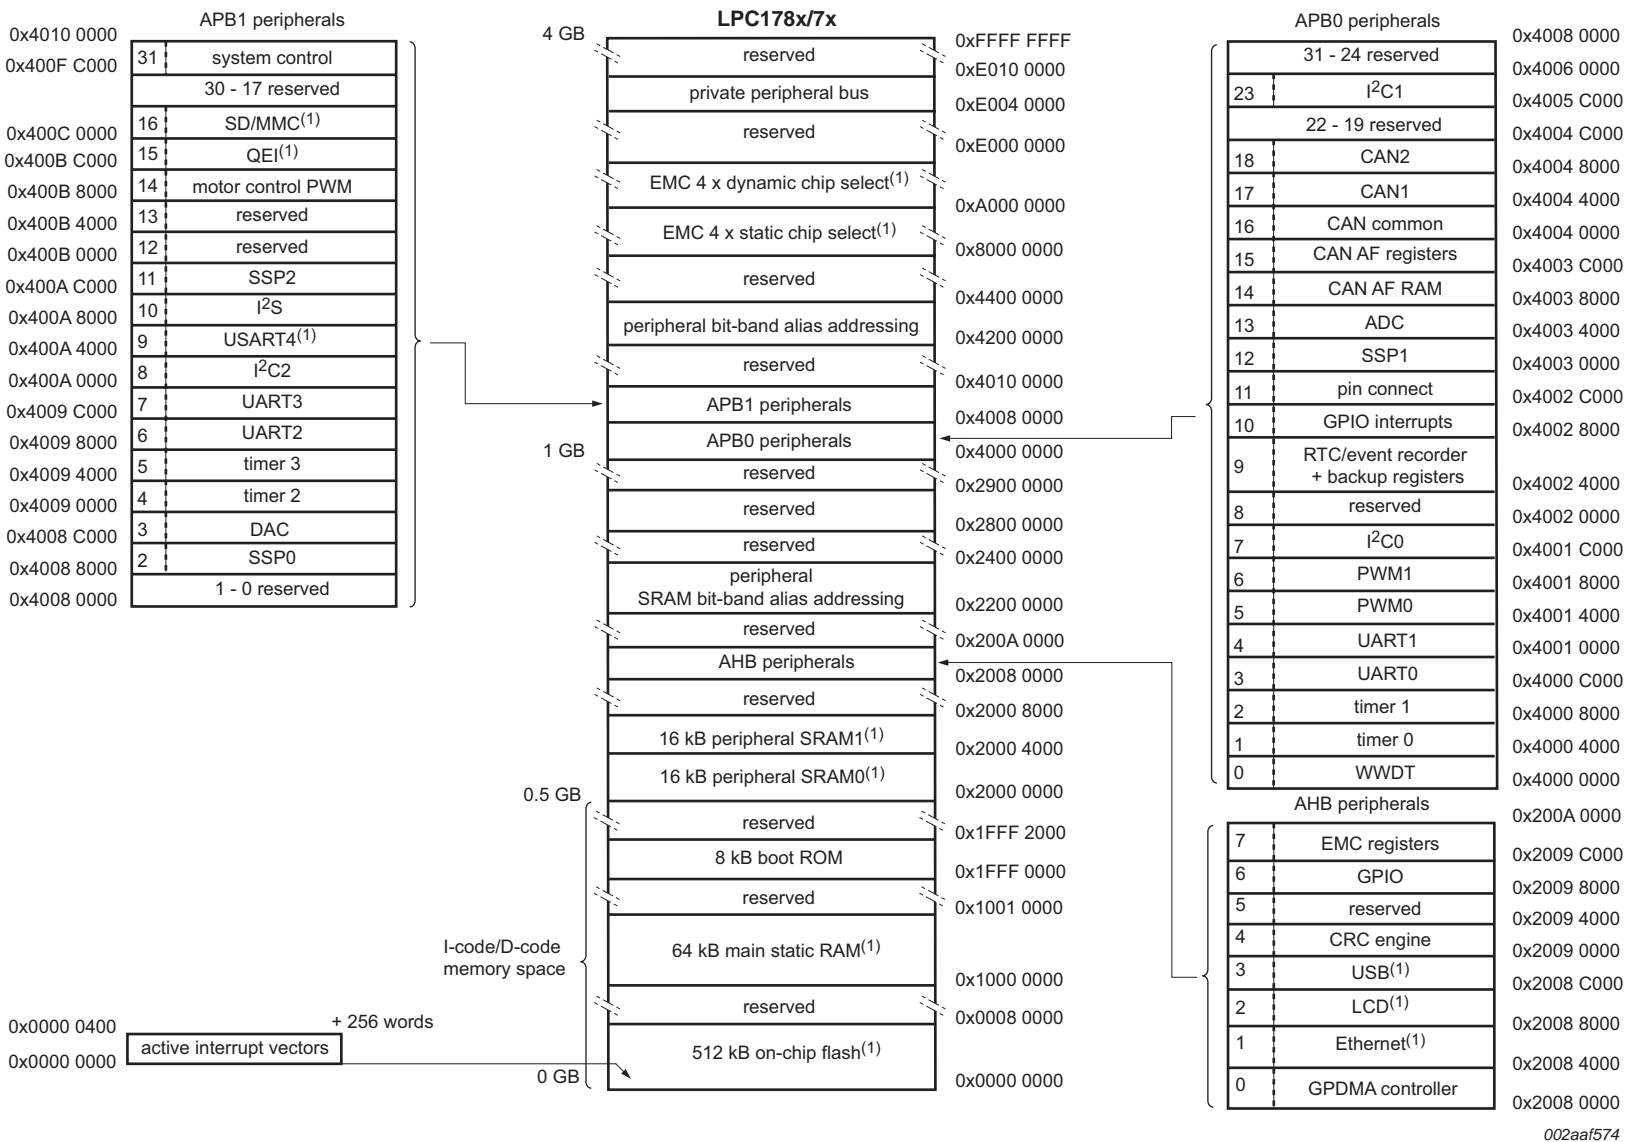 LPC178x/7x
APB1 peripherals
0x4010 0000
31 system control
0x400F C000
30 - 17 reserved
16 SD/MMC(1)
0x400C 0000
15 QEI(1)
0x400B C000
14 motor control PWM
0x400B 8000
13 reserved
0x400B 4000
12 reserved
0x400B 0000
11 SSP2
0x400A C000
10 I2S
0x400A 8000
9 USART4(1)
0x400A 4000
8 I2C2
0x400A 0000
7 UART3
0x4009 C000
6 UART2
0x4009 8000
5 timer 3
0x4009 4000
4 timer 2
0x4009 0000
3 DAC
0x4008 C000
2 SSP0
0x4008 8000
1 - 0 reserved
0x4008 0000
4 GB
0xFFFF FFFF
reserved
0xE010 0000
private peripheral bus
0xE004 0000
reserved
0xE000 0000
EMC 4 x dynamic chip select(1)
0xA000 0000
EMC 4 x static chip select(1)
0x8000 0000
reserved
0x4400 0000
peripheral bit-band alias addressing
0x4200 0000
reserved
0x4010 0000
APB1 peripherals
0x4008 0000
APB0 peripherals
1 GB
0x4000 0000
reserved
0x2900 0000
reserved
0x2800 0000
reserved
0x2400 0000
peripheral
SRAM bit-band alias addressing
0x2200 0000
reserved
0x200A 0000
AHB peripherals
0x2008 0000
reserved
0x2000 8000
16 kB peripheral SRAM1(1)
0x2000 4000
16 kB peripheral SRAM0(1)
0.5 GB
0x2000 0000
reserved
0x1FFF 2000
8 kB boot ROM
0x1FFF 0000
reserved
0x1001 0000
I-code/D-code
memory space
64 kB main static RAM(1)
0x1000 0000
reserved
0x0008 0000
512 kB on-chip flash(1)
0 GB
0x0000 0000
+ 256 words
0x0000 0400
active interrupt vectors
0x0000 0000
APB0 peripherals
0x4008 0000
31 - 24 reserved
0x4006 0000
23 I2C1
0x4005 C000
22 - 19 reserved
0x4004 C000
18 CAN2
0x4004 8000
17 CAN1
0x4004 4000
16 CAN common
0x4004 0000
15 CAN AF registers
0x4003 C000
14 CAN AF RAM
0x4003 8000
13 ADC
0x4003 4000
12 SSP1
0x4003 0000
11 pin connect
0x4002 C000
10 GPIO interrupts
0x4002 8000
9 RTC/event recorder
+ backup registers
0x4002 4000
8 reserved
0x4002 0000
7 I2C0
0x4001 C000
6 PWM1
0x4001 8000
5 PWM0
0x4001 4000
4 UART1
0x4001 0000
3 UART0
0x4000 C000
2 timer 1
0x4000 8000
1 timer 0
0x4000 4000
0 WWDT
0x4000 0000
AHB peripherals
0x200A 0000
7 EMC registers
0x2009 C000
6 GPIO
0x2009 8000
5 reserved
0x2009 4000
4 CRC engine
0x2009 0000
3 USB(1)
0x2008 C000
2 LCD(1)
0x2008 8000
1 Ethernet(1)
0x2008 4000
0 GPDMA controller
0x2008 0000
002aaf574